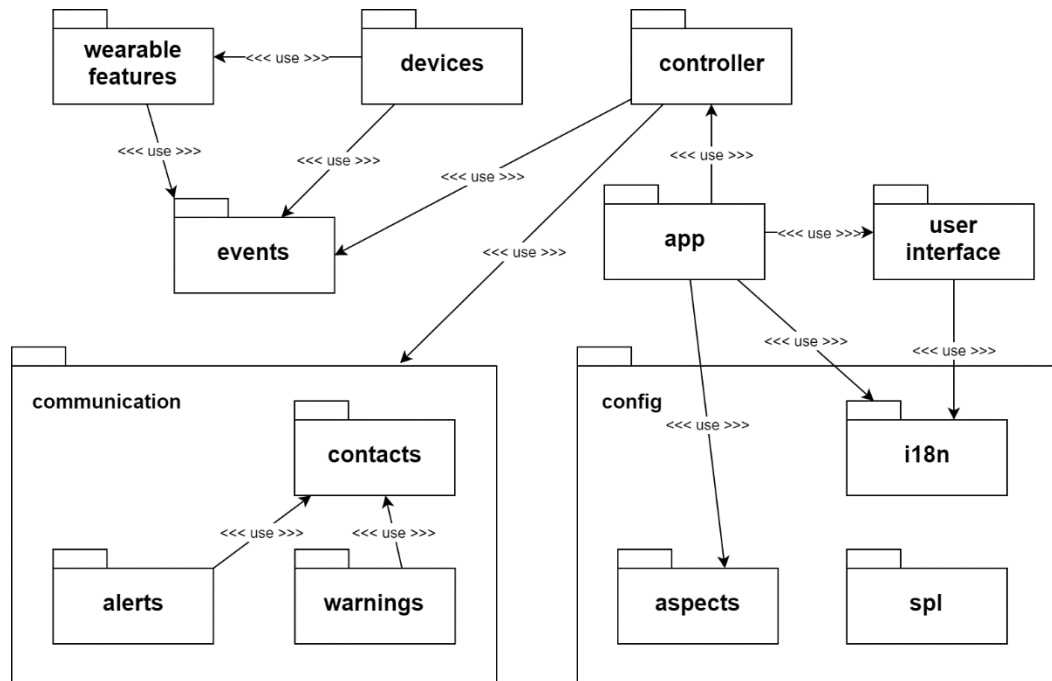 wearable
features
<<< use >>>
devices
controller
<<< use >>>
<<< use >>>
<<< use >>>
<<< use >>>
<<< use >>>
events
app
<<< use >>>
user
interface
<<< use >>>
<<< use >>>
<<< use >>>
communication
config
contacts
<<< use >>>
i18n
<<< use >>>
<<< use >>>
alerts
warnings
aspects
spl